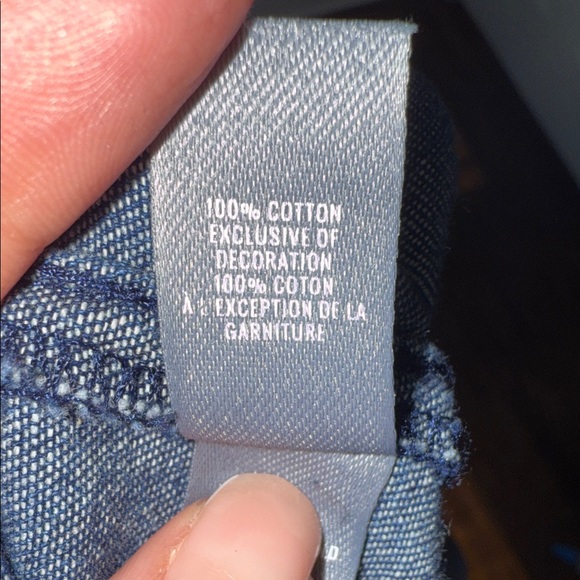 100% COTTON
EXCLUSIVE OF
DECORATION
100% COTON
À L'EXCEPTION DE LA
GARNITURE